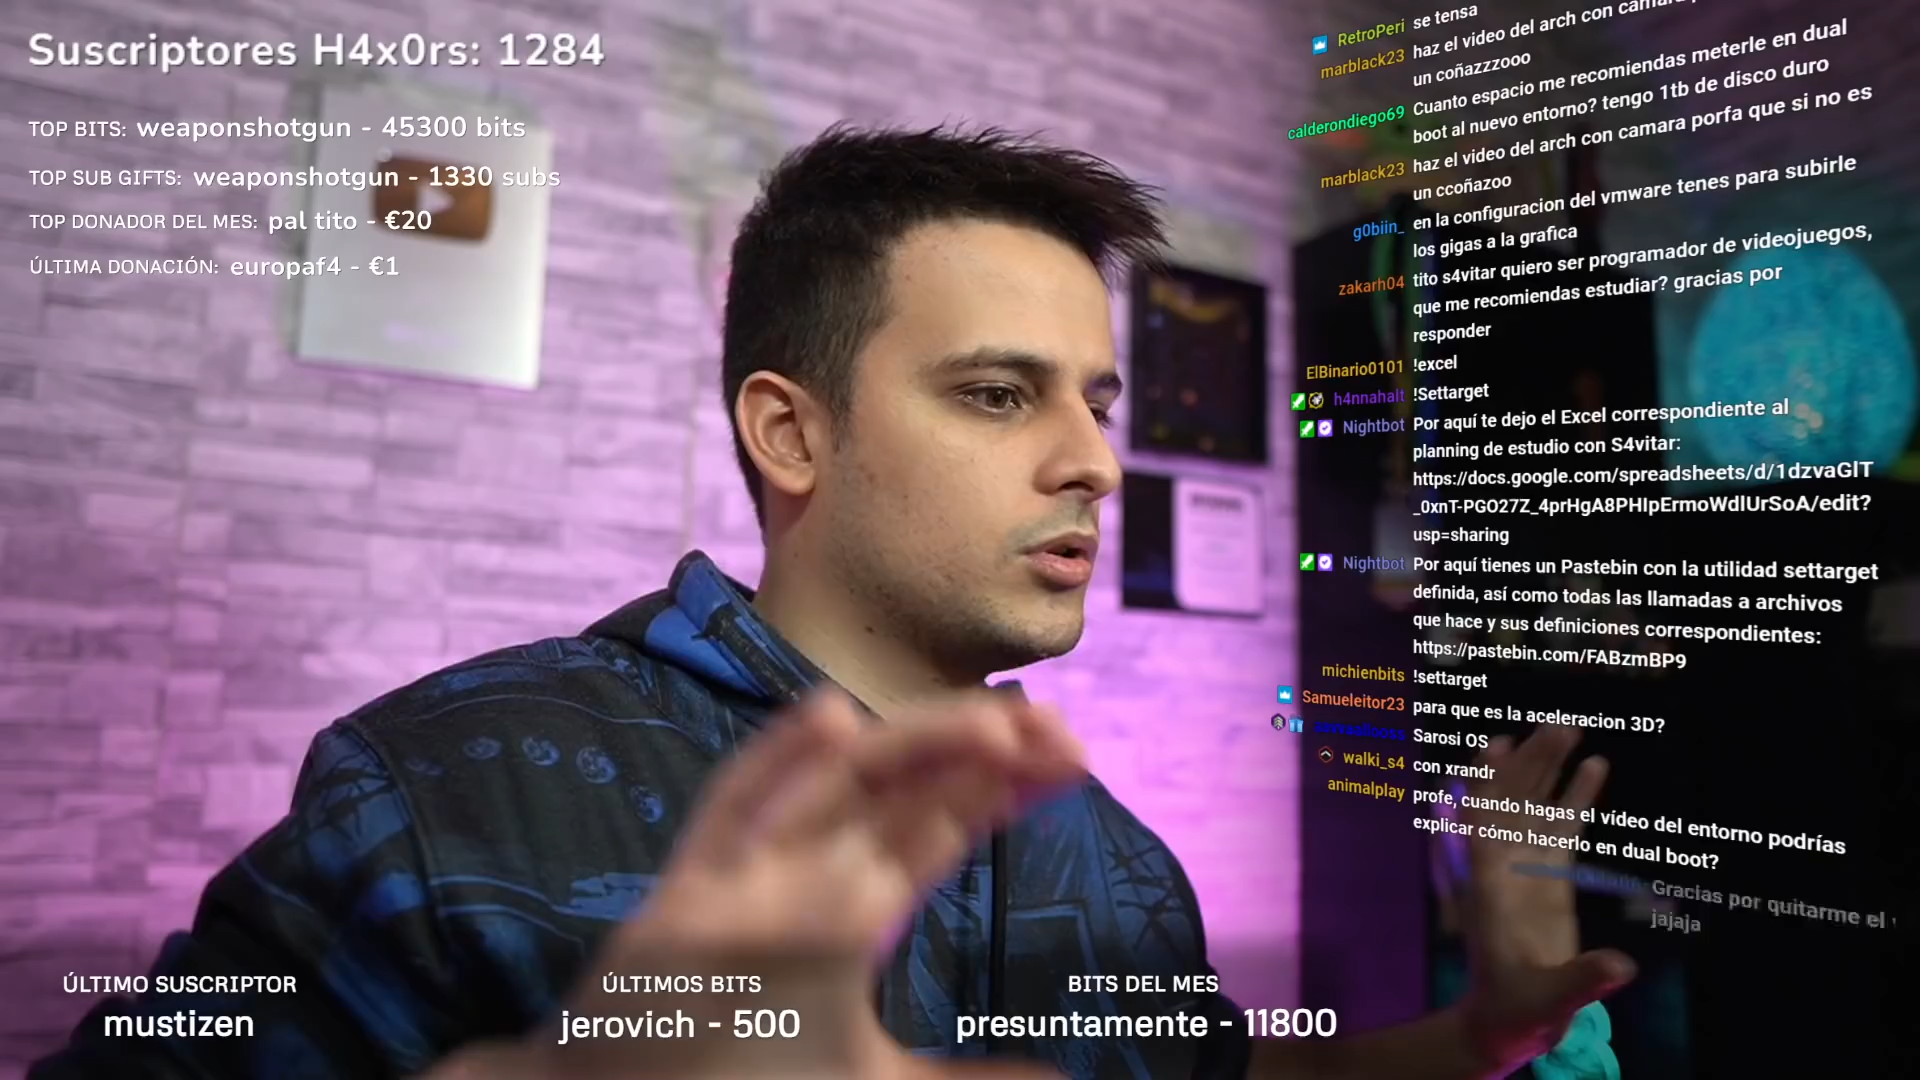 Suscriptores H4x0rs: 1284
TOP BITS: weaponshotgun - 45300 bits
TOP SUB GIFTS: weaponshotgun - 1330 subs
TOP DONADOR DEL MES: pal tito - €20
ÚLTIMA DONACIÓN: europaf4 - €1
RetroPeri se tensa
marblack23 haz el video del arch con camara
un coñazzzooo
calderondiego69 Cuanto espacio me recomiendas meterle en dual
boot al nuevo entorno? tengo 1tb de disco duro
marblack23 haz el video del arch con camara porfa que si no es
un ccoñazoo
g0biin_ en la configuracion del vmware tenes para subirle
los gigas a la grafica
zakarh04 tito s4vitar quiero ser programador de videojuegos,
que me recomiendas estudiar? gracias por
responder
ElBinario0101 !excel
h4nnahalt !Settarget
Nightbot Por aquí te dejo el Excel correspondiente al
planning de estudio con S4vitar:
https://docs.google.com/spreadsheets/d/1dzvaGlT
_0xnT-PGO27Z_4prHgA8PHIpErmoWdlUrSoA/edit?
usp=sharing
Nightbot Por aquí tienes un Pastebin con la utilidad settarget
definida, así como todas las llamadas a archivos
que hace y sus definiciones correspondientes:
https://pastebin.com/FABzmBP9
michienbits !settarget
Samueleitor23 para que es la aceleracion 3D?
Sarosi OS
walki_s4 con xrandr
animalplay profe, cuando hagas el vídeo del entorno podrías
explicar cómo hacerlo en dual boot?
Gracias por quitarme el
jajaja
ÚLTIMO SUSCRIPTOR
mustizen
ÚLTIMOS BITS
jerovich - 500
BITS DEL MES
presuntamente - 11800